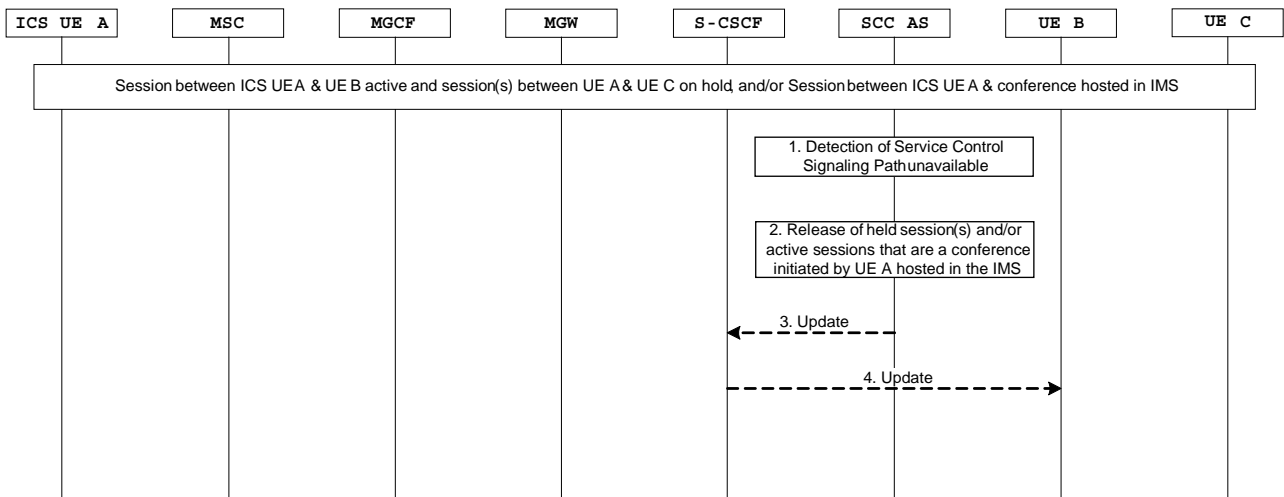 ICS UE A
MSC
MGCF
MGW
S-CSCF
SCC AS
UE B
UE C
Session between ICS UE A & UE B active and session(s) between UE A & UE C on hold, and/or Session between ICS UE A & conference hosted in IMS
1. Detection of Service Control
Signaling Path unavailable
2. Release of held session(s) and/or
active sessions that are a conference
initiated by UE A hosted in the IMS
3. Update
4. Update